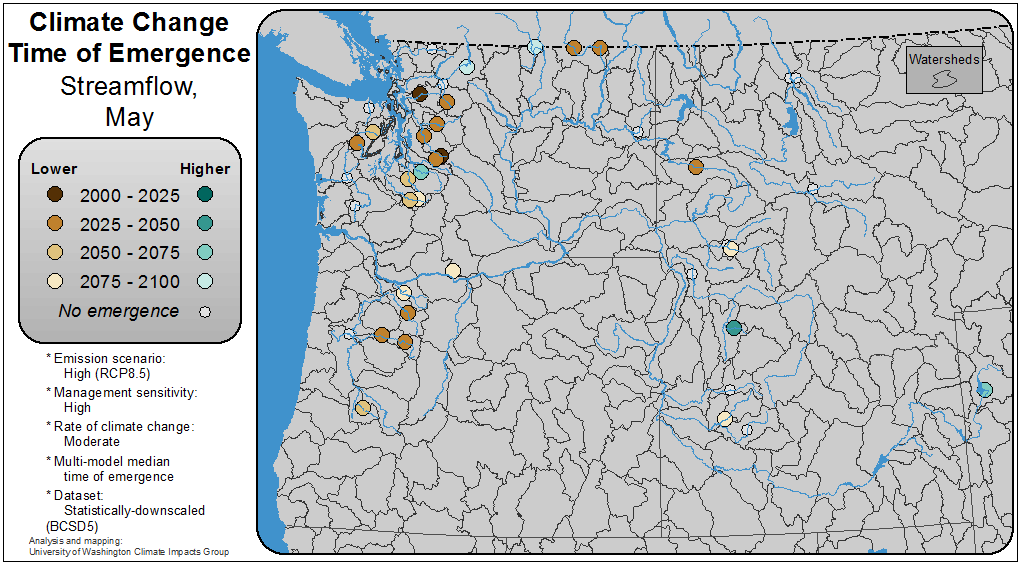 Climate Change
Time of Emergence
Streamflow,
May
Lower Higher
2000 - 2025
2025 - 2050
2050 - 2075
2075 - 2100
No emergence
* Emission scenario:
High (RCP8.5)
* Management sensitivity:
High
* Rate of climate change:
Moderate
* Multi-model median
time of emergence
* Dataset:
Statistically-downscaled
(BCSD5)
Analysis and mapping:
University of Washington Climate Impacts Group
Watersheds